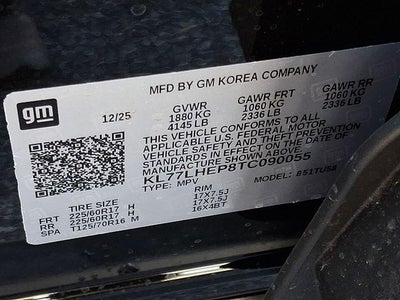 MFD BY GM KOREA COMPANY
gm 12/25 GVWR GAWR FRT GAWR RR
1880 KG 1060 KG 1060 KG
4145 LB 2336 LB 2336 LB
THIS VEHICLE CONFORMS TO ALL
APPLICABLE U.S. FEDERAL MOTOR
VEHICLE SAFETY AND THEFT PREVENTION
STANDARDS IN EFFECT ON THE DATE OF
MANUFACTURE SHOWN ABOVE.
KL77LHEP8TC090055
TYPE: MPV MODEL: 851TU58
TIRE SIZE RIM
FRT 225/60R17 H 17X7.5J
RR 225/60R17 H 17X7.5J
SPA T125/70R16 M 16X4BT